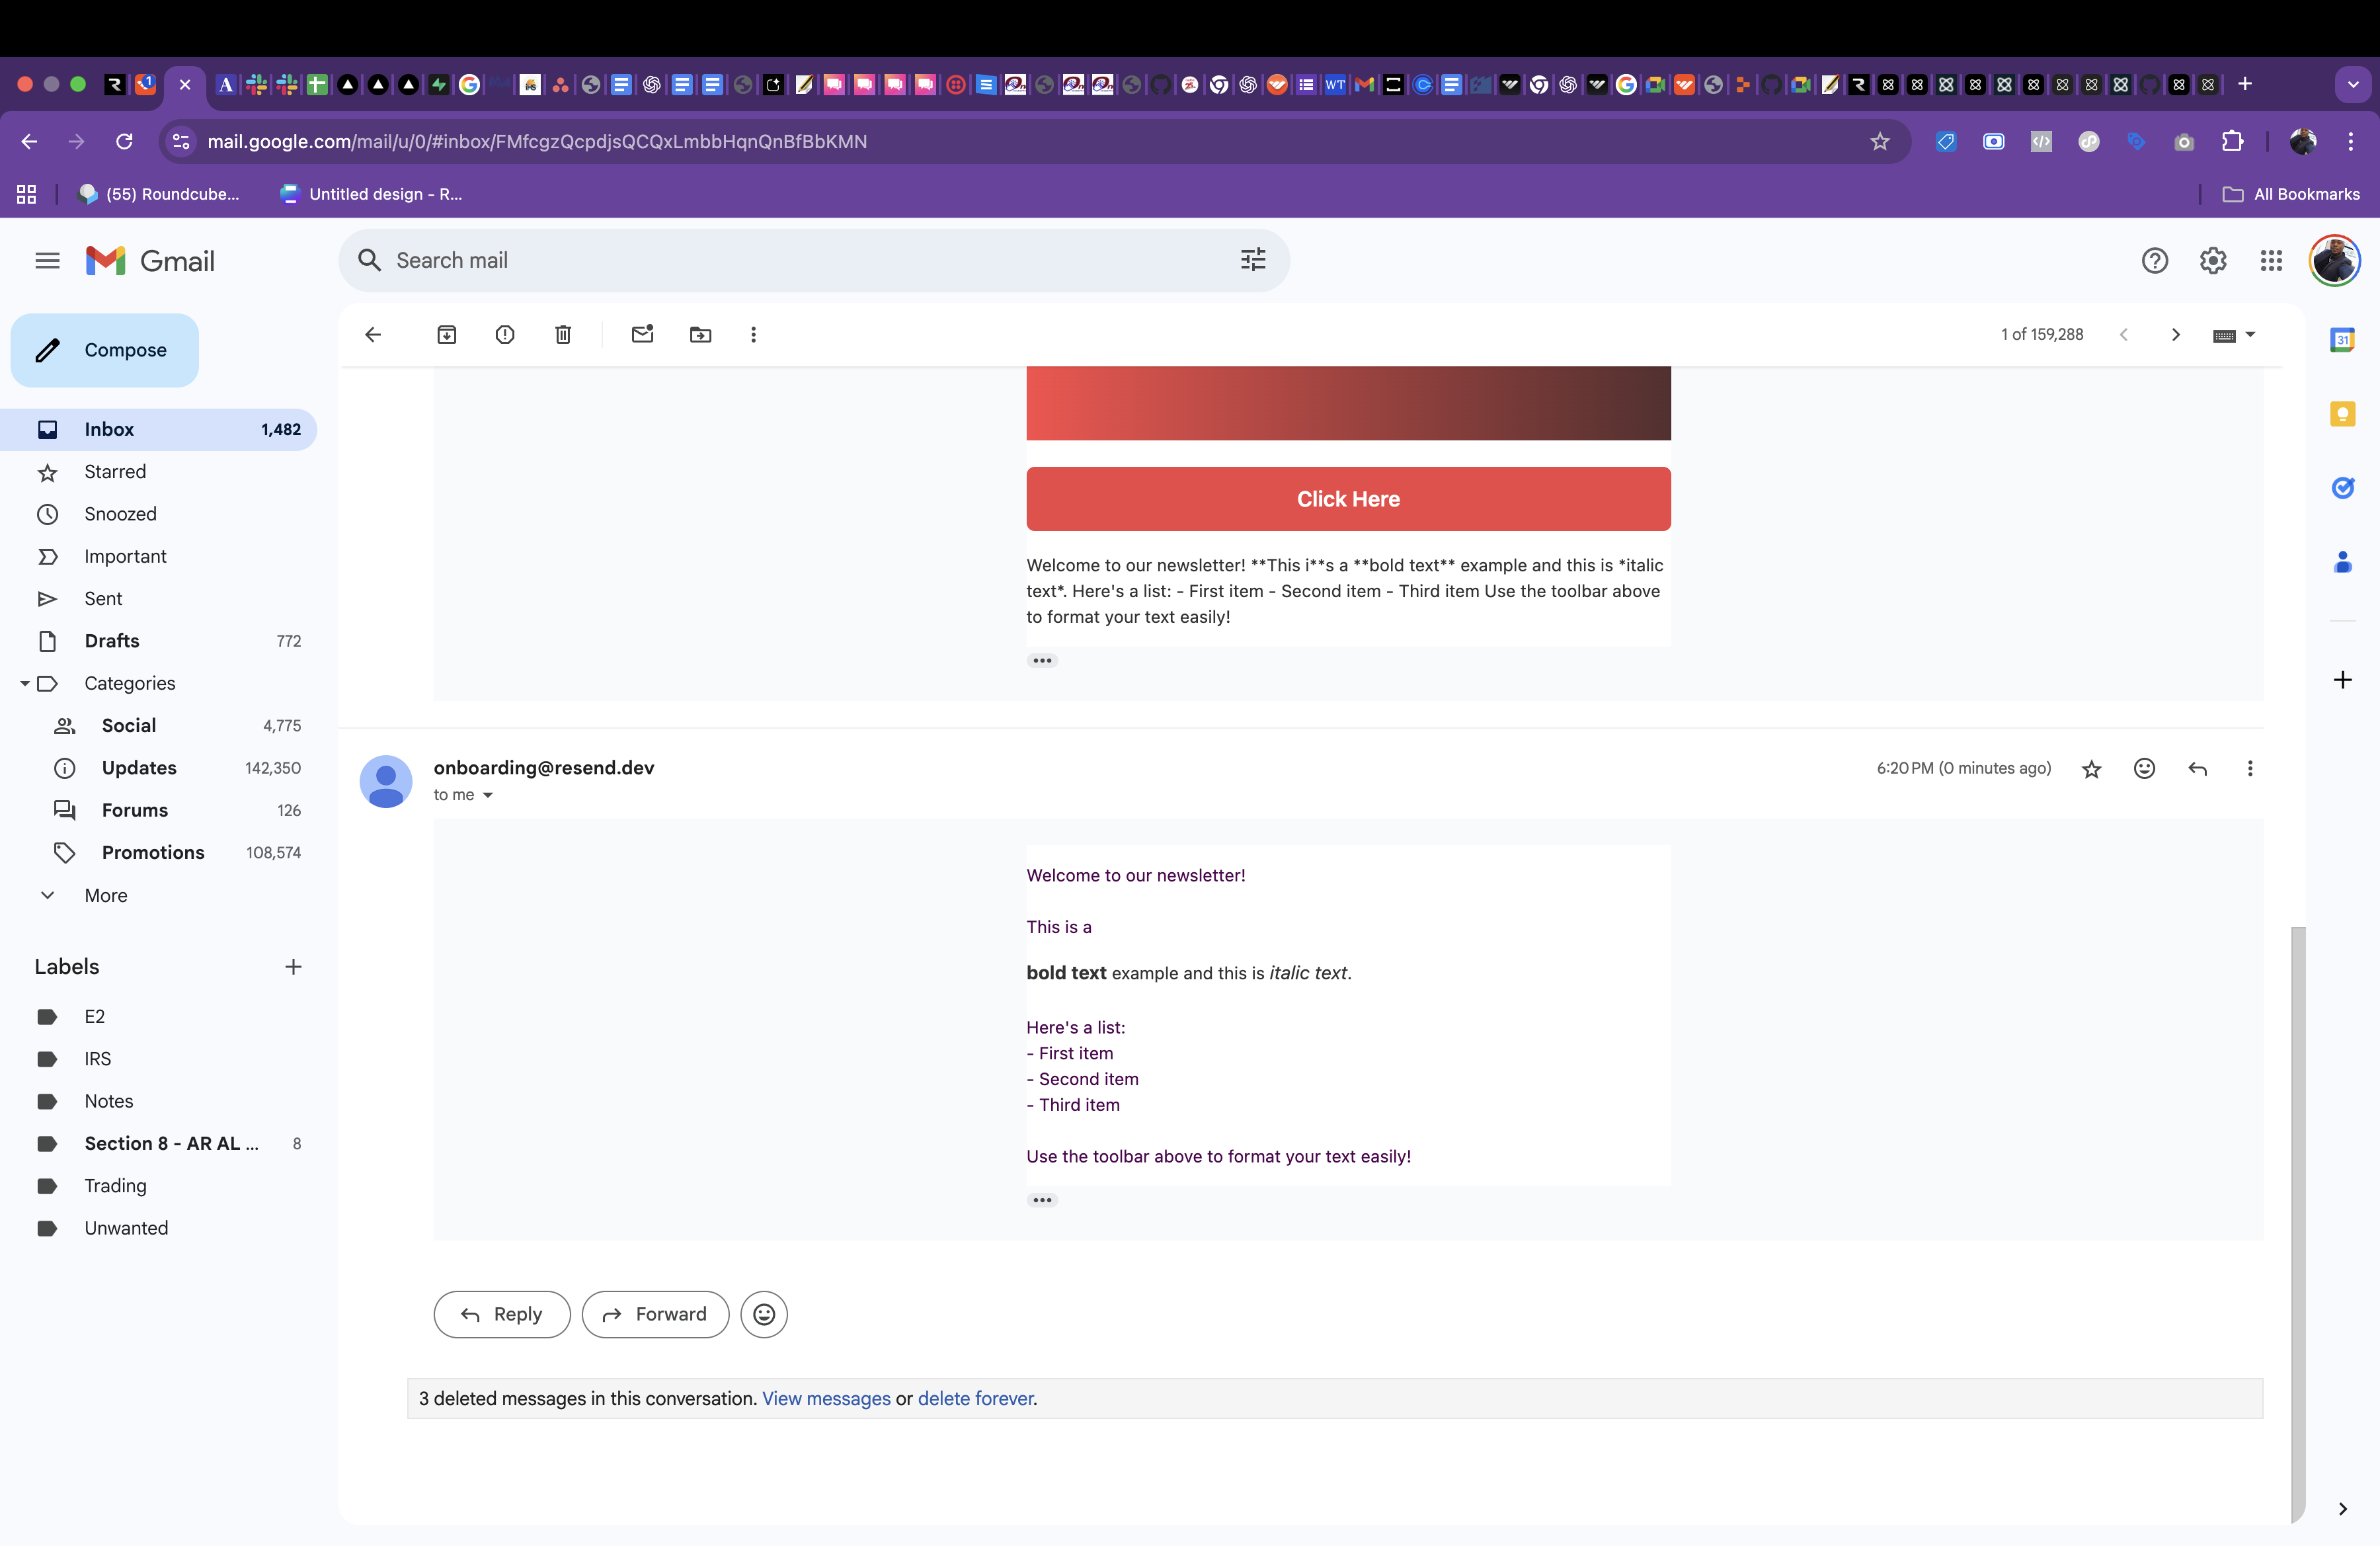 1
A
WT
mail.google.com/mail/u/0/#inbox/FMfcgzQcpdjsQCQxLmbbHqnQnBfBbKMN
(55) Roundcube...
Untitled design - R...
All Bookmarks
Gmail
Search mail
Compose
1 of 159,288
31
Inbox 1,482
Starred
Snoozed
Important
Sent
Drafts 772
Categories
Social 4,775
Updates 142,350
Forums 126
Promotions 108,574
More
Labels
E2
IRS
Notes
Section 8 - AR AL ... 8
Trading
Unwanted
Click Here
Welcome to our newsletter! **This i**s a **bold text** example and this is *italic
text*. Here's a list: - First item - Second item - Third item Use the toolbar above
to format your text easily!
onboarding@resend.dev
6:20 PM (0 minutes ago)
to me
Welcome to our newsletter!
This is a
bold text example and this is italic text.
Here's a list:
- First item
- Second item
- Third item
Use the toolbar above to format your text easily!
Reply
Forward
3 deleted messages in this conversation. View messages or delete forever.